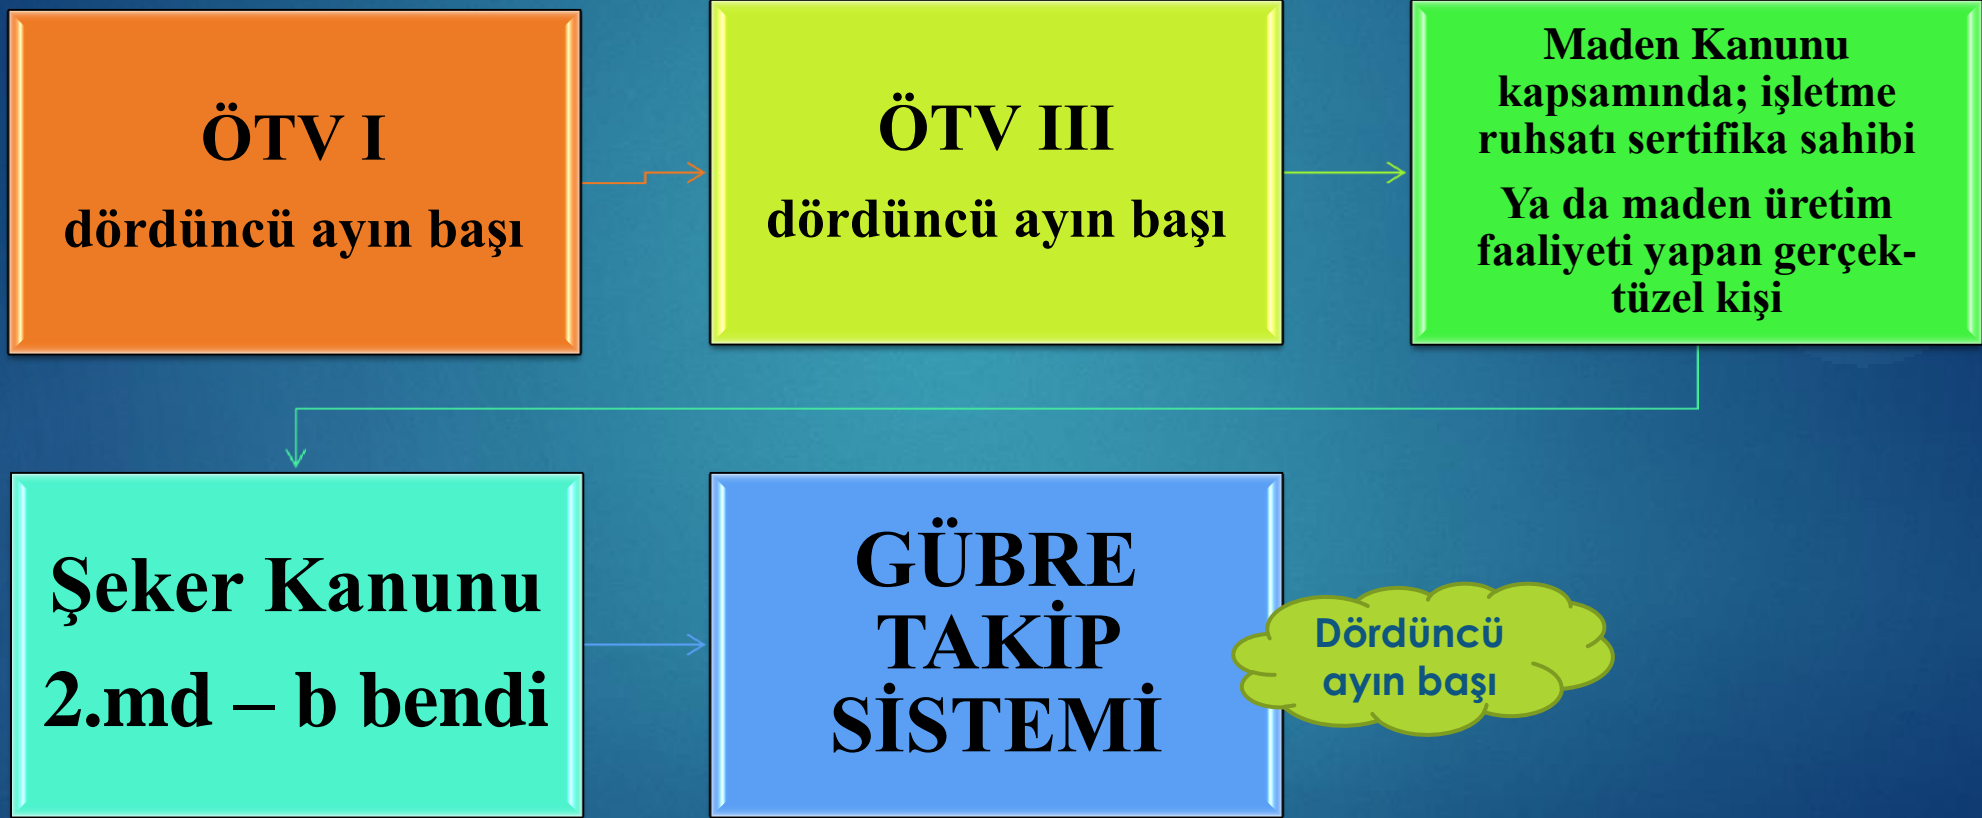 ÖTV I
dördüncü ayın başı
ÖTV III
dördüncü ayın başı
Maden Kanunu
kapsamında; işletme
ruhsatı sertifika sahibi
Ya da maden üretim
faaliyeti yapan gerçek-
tüzel kişi
Şeker Kanunu
2.md – b bendi
GÜBRE
TAKİP
SİSTEMİ
Dördüncü
ayın başı